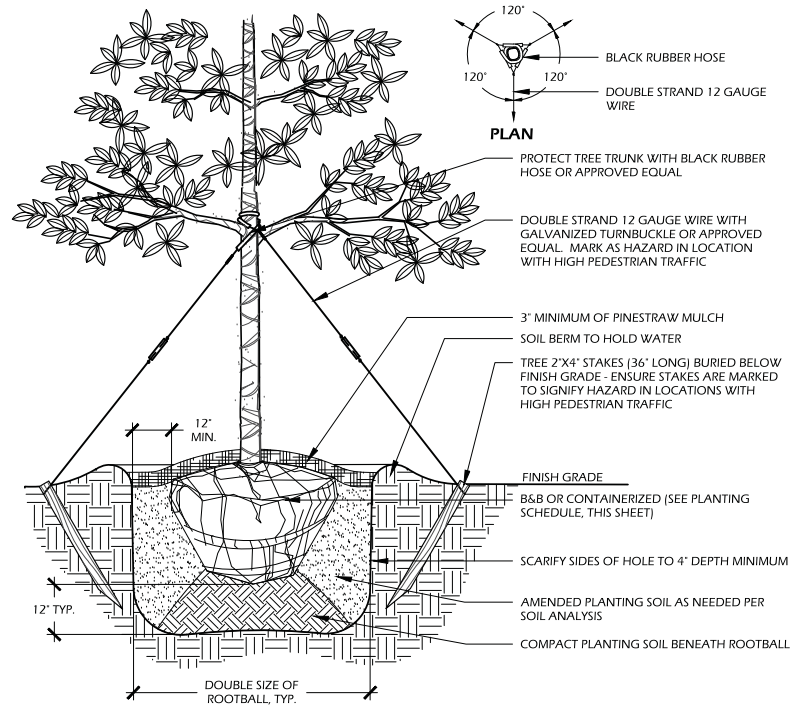 120°
120°
120°
BLACK RUBBER HOSE
DOUBLE STRAND 12 GAUGE
WIRE
PLAN
PROTECT TREE TRUNK WITH BLACK RUBBER
HOSE OR APPROVED EQUAL
DOUBLE STRAND 12 GAUGE WIRE WITH
GALVANIZED TURNBUCKLE OR APPROVED
EQUAL. MARK AS HAZARD IN LOCATION
WITH HIGH PEDESTRIAN TRAFFIC
3" MINIMUM OF PINESTRAW MULCH
SOIL BERM TO HOLD WATER
TREE 2"X4" STAKES (36" LONG) BURIED BELOW
FINISH GRADE - ENSURE STAKES ARE MARKED
TO SIGNIFY HAZARD IN LOCATIONS WITH
HIGH PEDESTRIAN TRAFFIC
12"
MIN.
FINISH GRADE
B&B OR CONTAINERIZED (SEE PLANTING
SCHEDULE, THIS SHEET)
SCARIFY SIDES OF HOLE TO 4" DEPTH MINIMUM
AMENDED PLANTING SOIL AS NEEDED PER
SOIL ANALYSIS
12" TYP.
COMPACT PLANTING SOIL BENEATH ROOTBALL
DOUBLE SIZE OF
ROOTBALL, TYP.